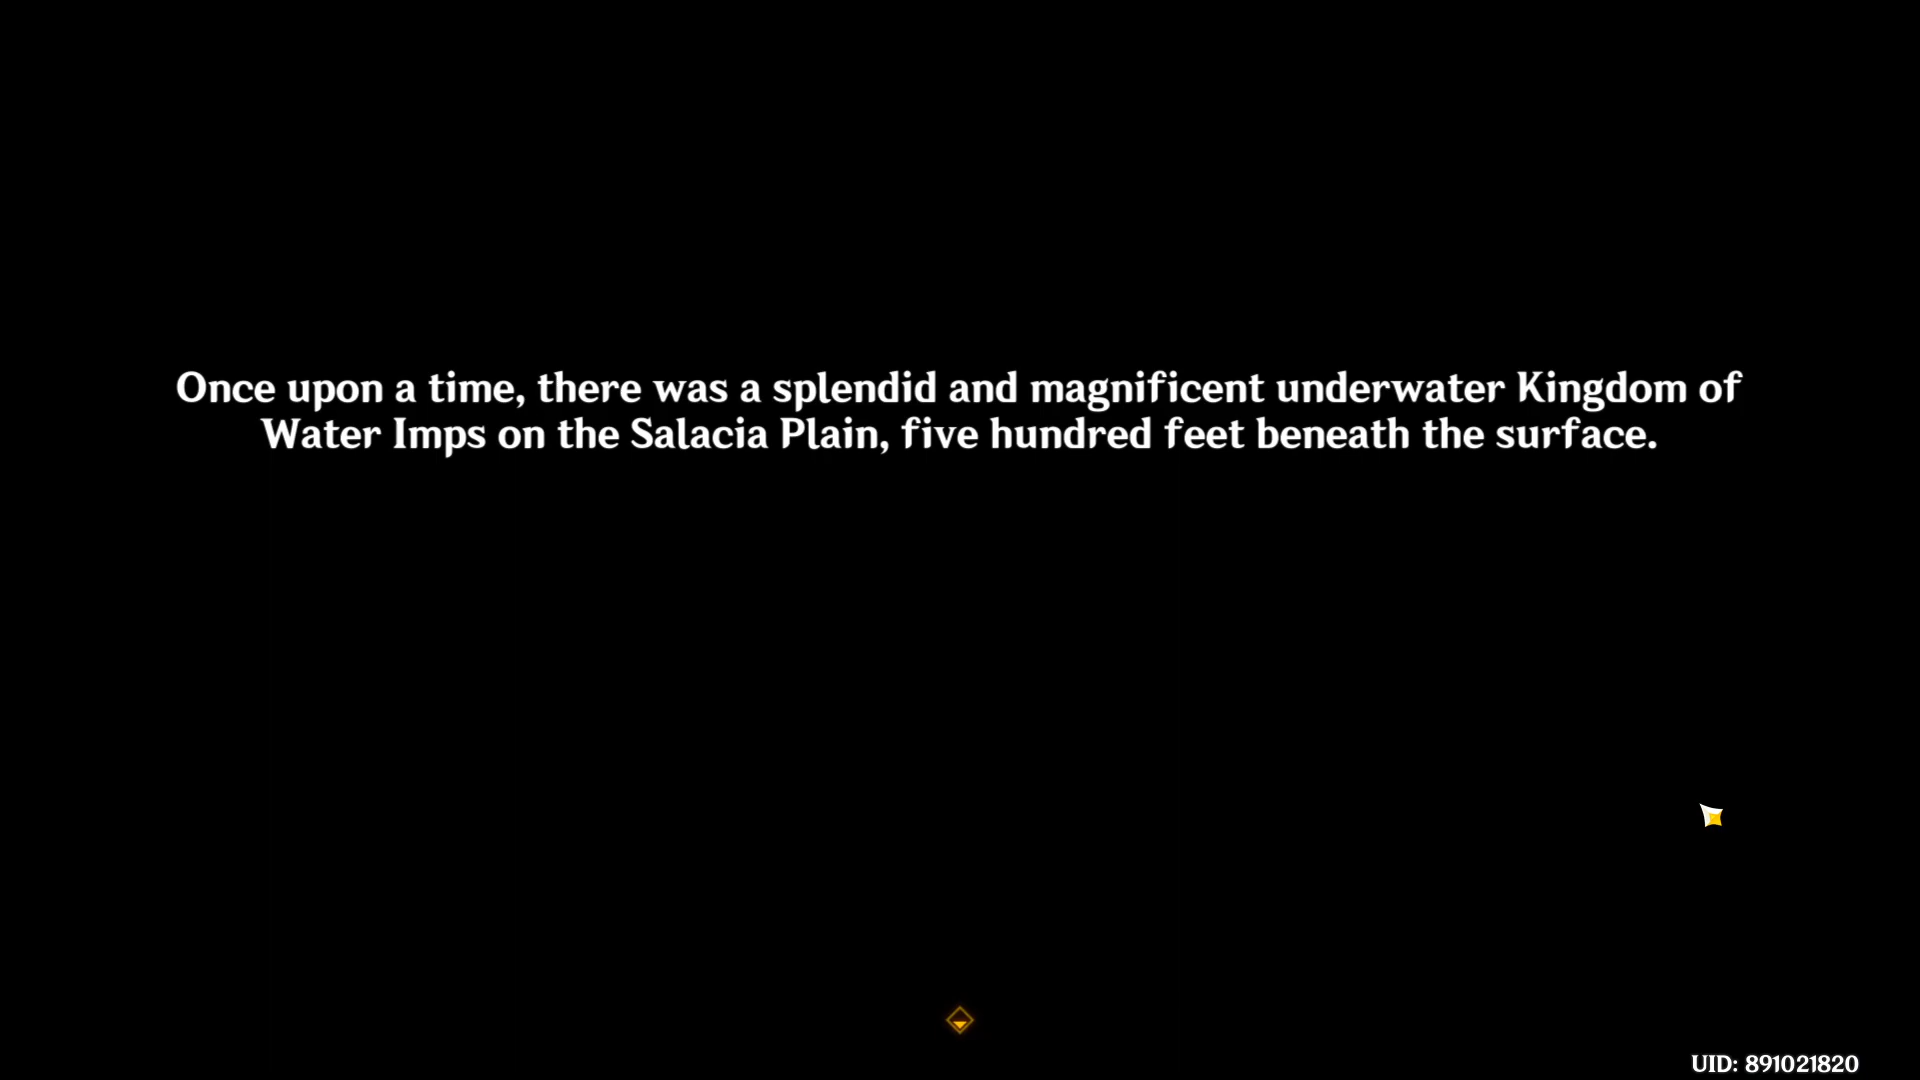 Once upon a time, there was a splendid and magnificent underwater Kingdom of
Water Imps on the Salacia Plain, five hundred feet beneath the surface.
UID: 891021820